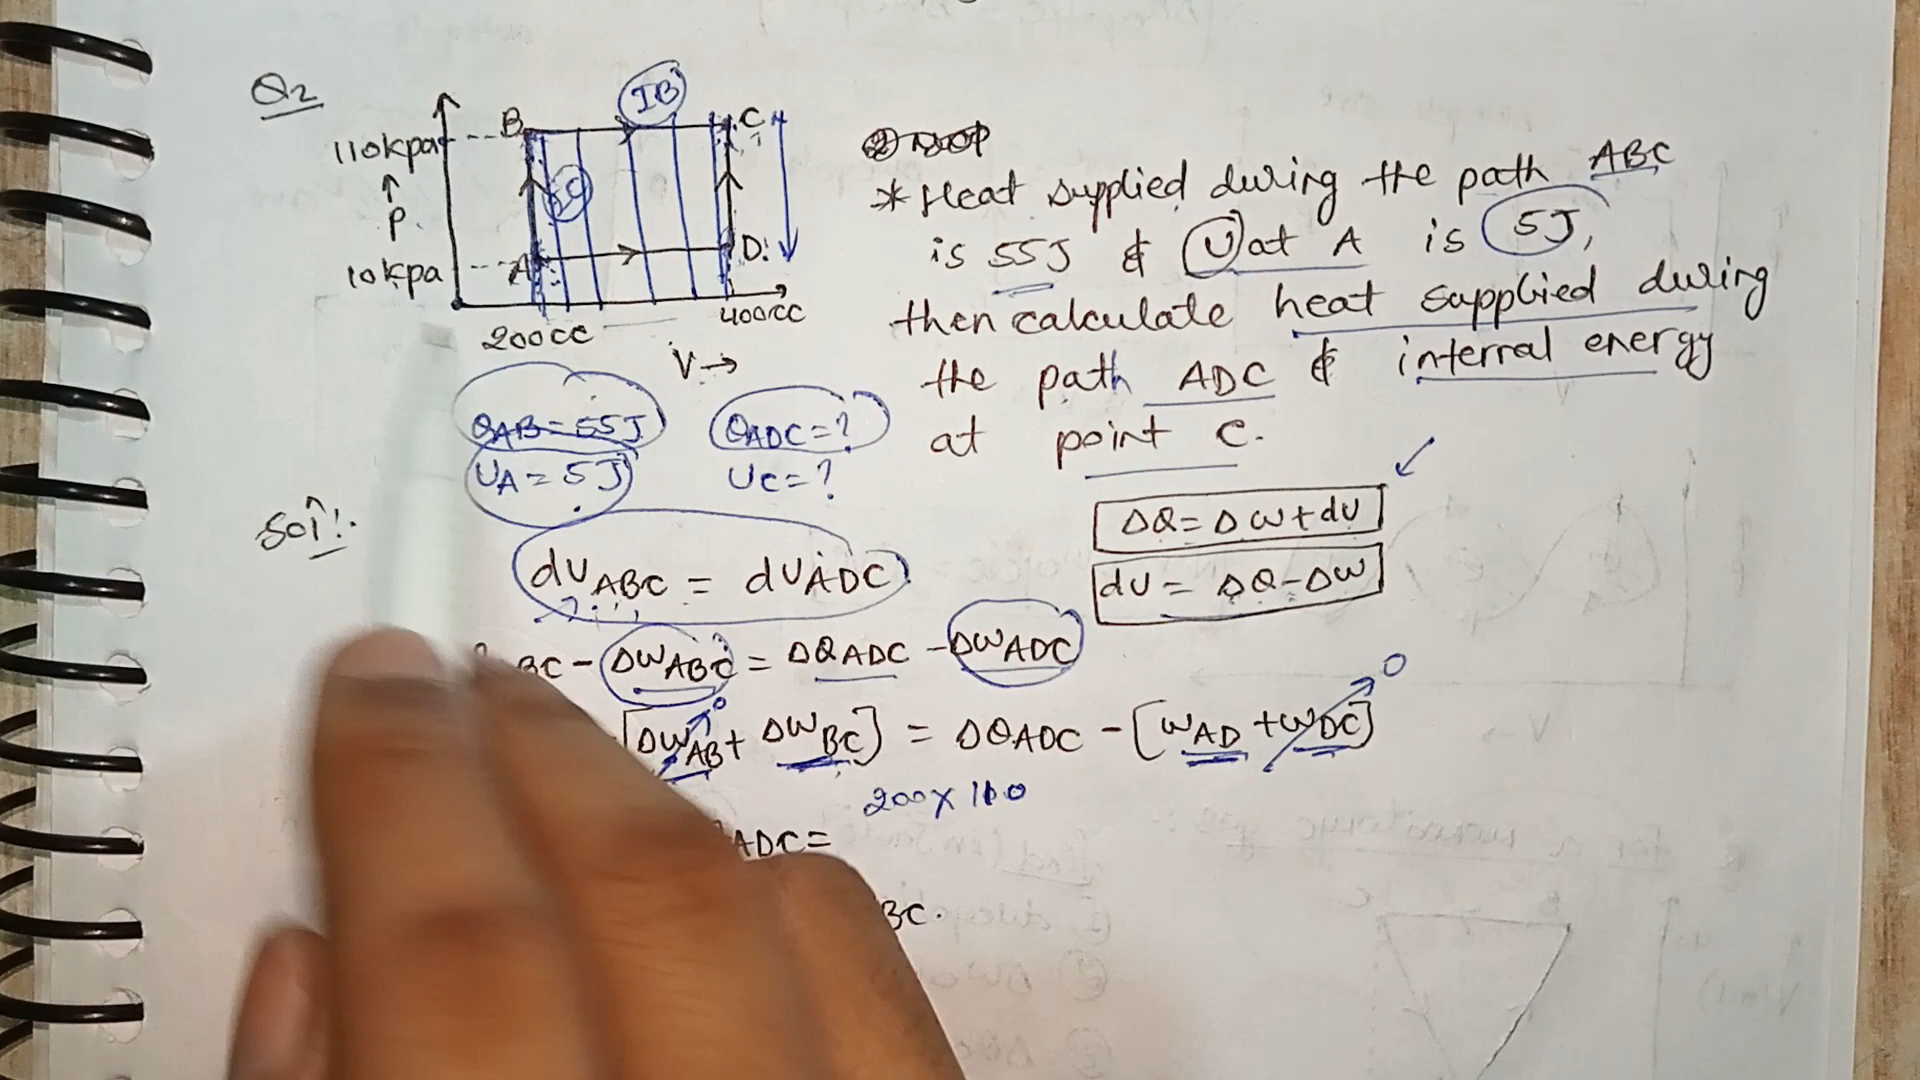 Q2
IB
B
C
110kpa
↑
P.
10kpa
A
D
200cc
400cc
V→
* Heat supplied during the path ABC
is 55J & U at A is 5J,
then calculate heat supplied during
the path ADC & internal energy
at point C.
QAB = 55J
QADC = ?
UA = 5J
UC = ?
ΔQ = ΔW + dU
dU = ΔQ - ΔW
Sol:
dUABC = dUADC
BC - ΔWABC = ΔQADC - ΔWADC
[ΔWAB + ΔWBC] = ΔQADC - [WAD + WDC]
0
0
200 x 110
ADC =
BC.